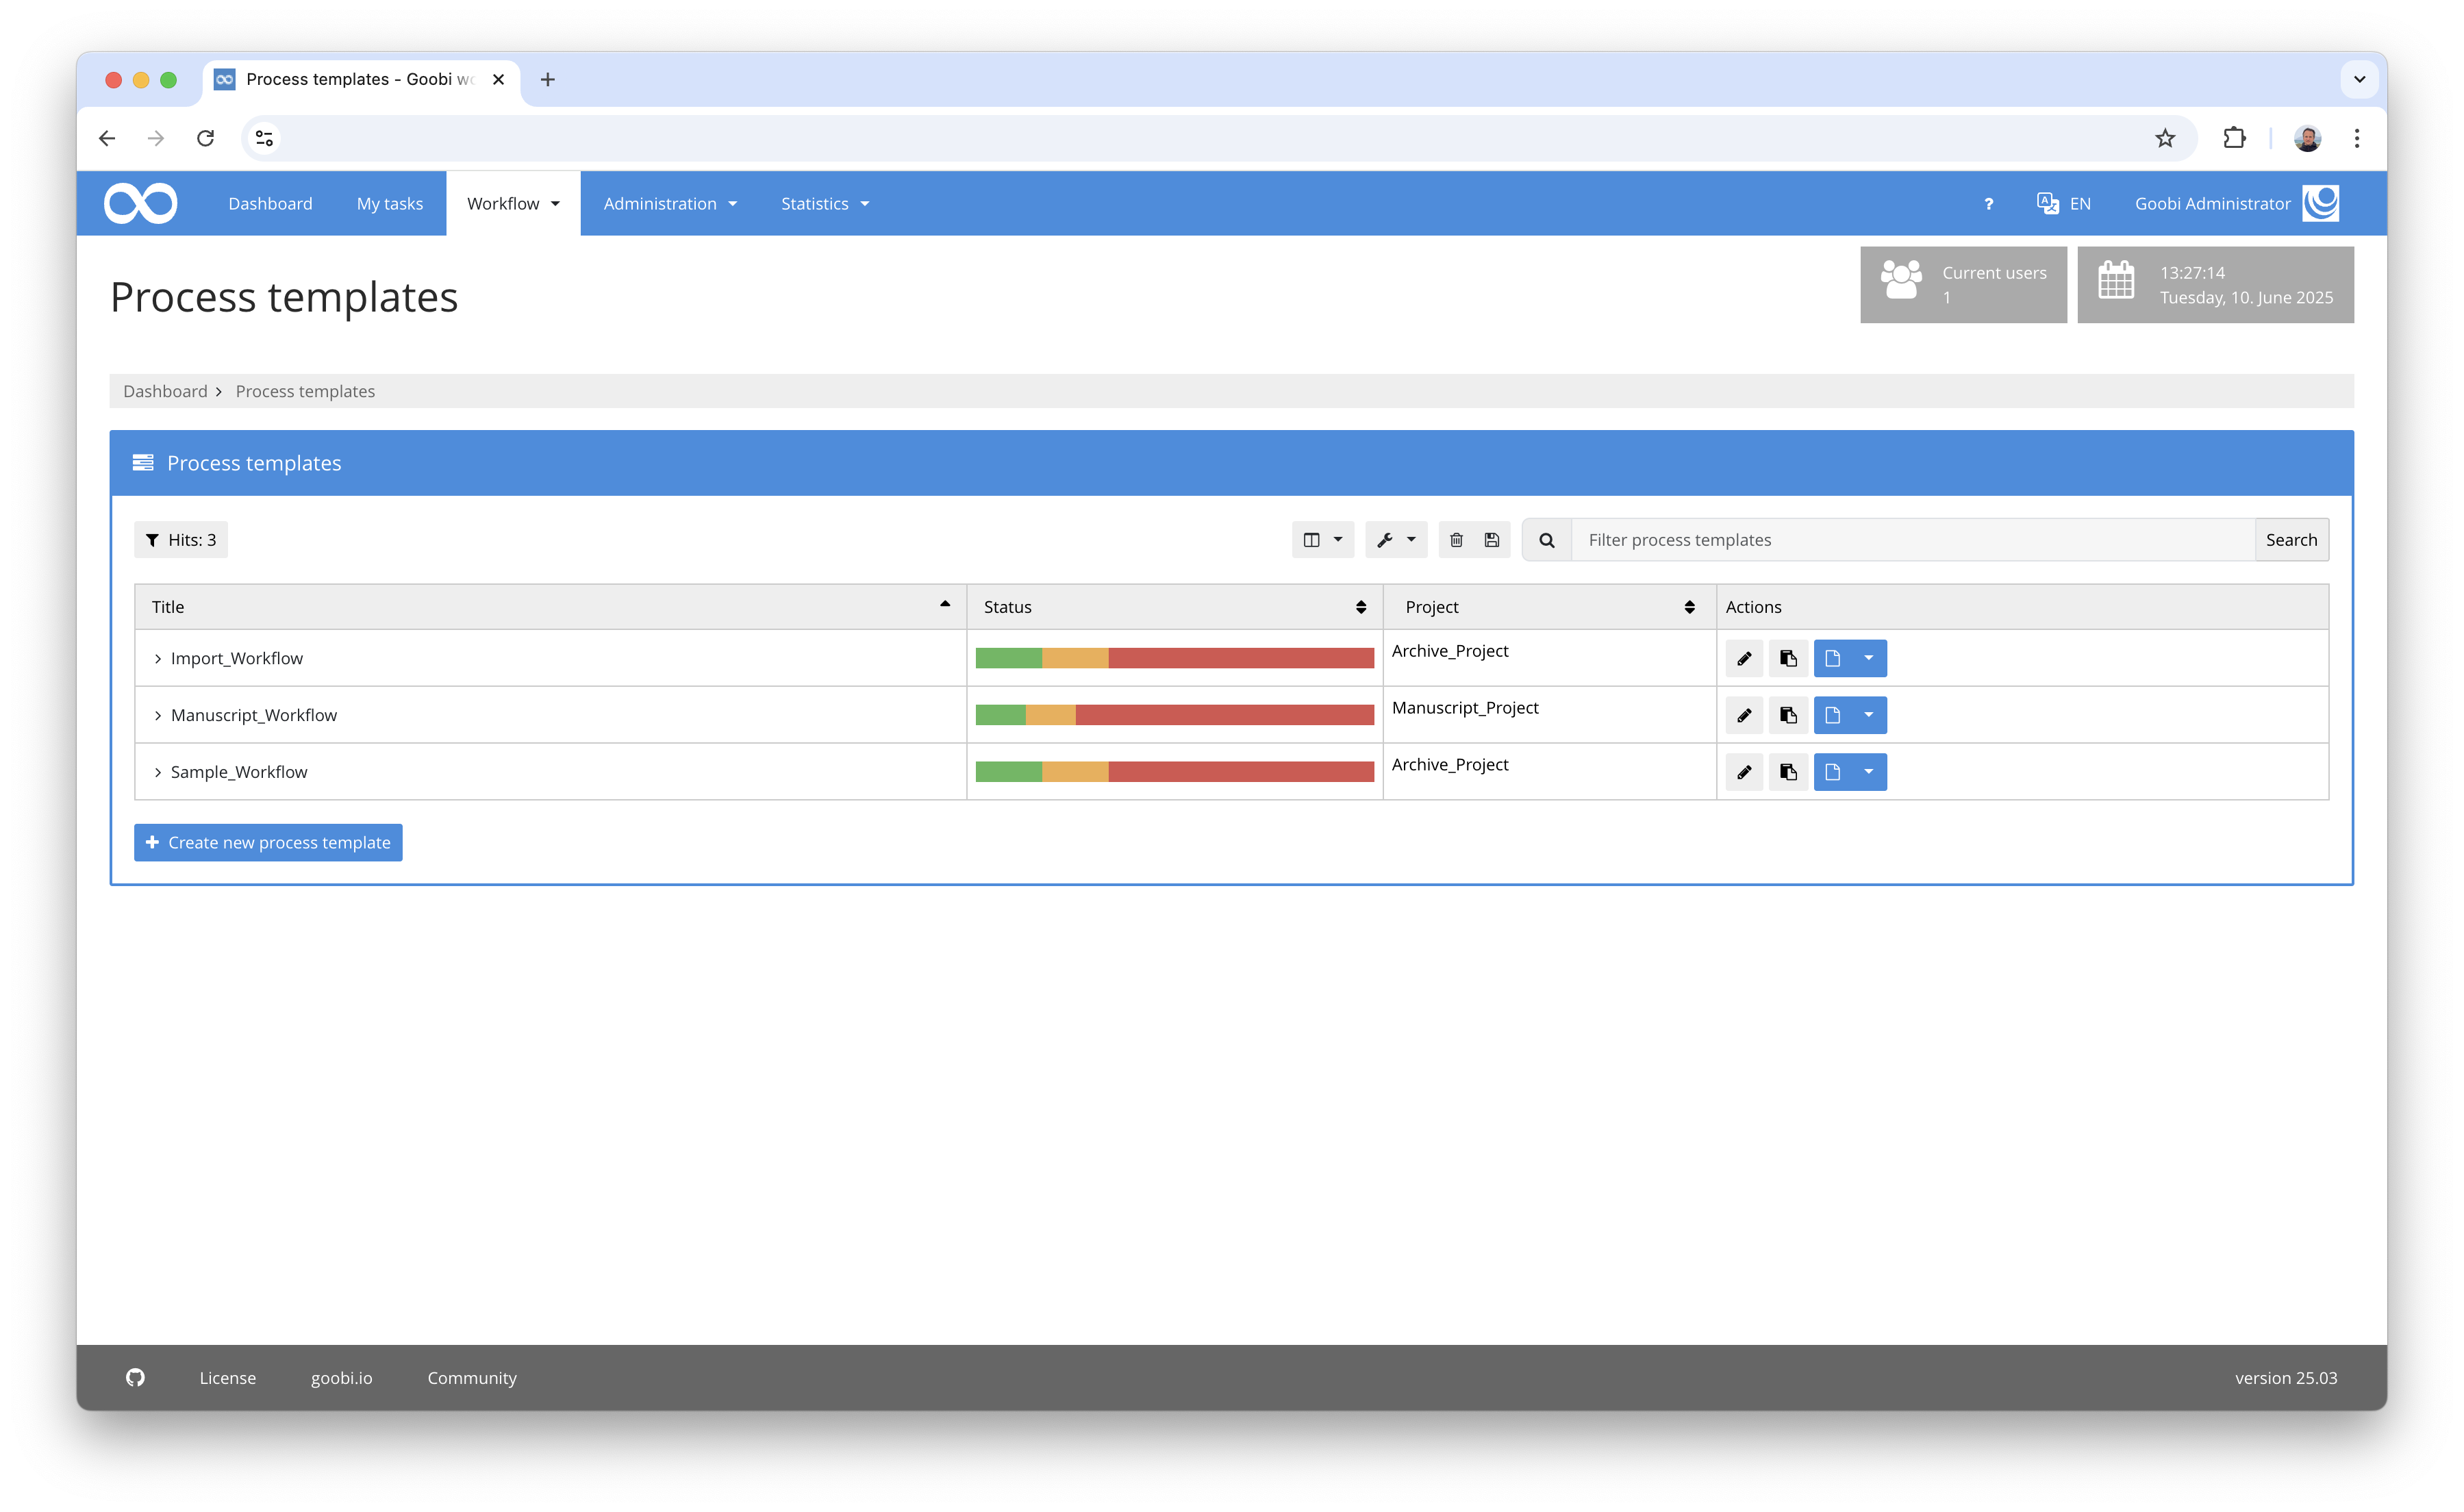 Process templates - Goobi wo
Dashboard
My tasks
Workflow
Administration
Statistics
?
EN
Goobi Administrator
Process templates
Current users
1
13:27:14
Tuesday, 10. June 2025
Dashboard
Process templates
Process templates
Hits: 3
Filter process templates
Search
Title
Status
Project
Actions
Import_Workflow
Archive_Project
Manuscript_Workflow
Manuscript_Project
Sample_Workflow
Archive_Project
Create new process template
License
goobi.io
Community
version 25.03